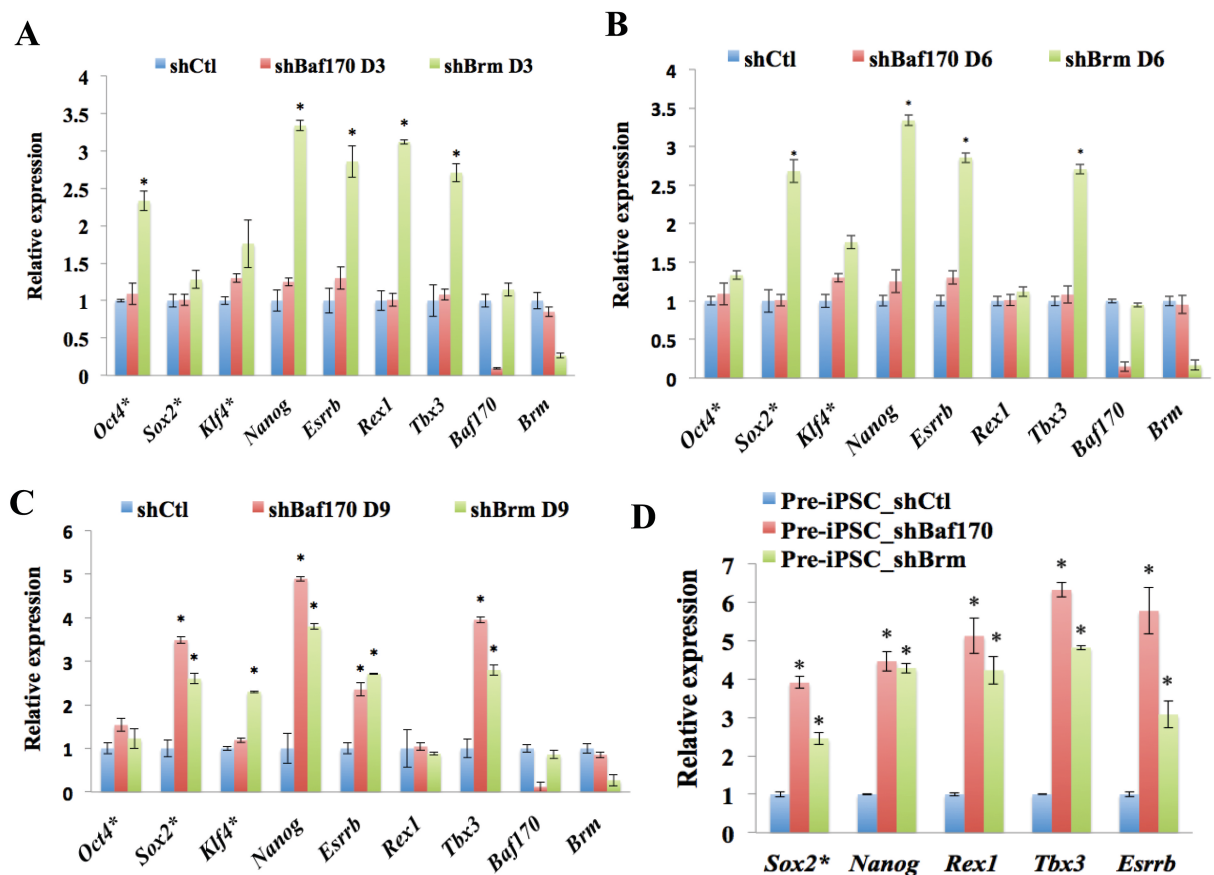 A
shCtl shBaf170 D3 shBrm D3
Relative expression
4
3.5
3
2.5
2
1.5
1
0.5
0
* * * * *
Oct4* Sox2* Klf4* Nanog Esrrb Rex1 Tbx3 Baf170 Brm
B
shCtl shBaf170 D6 shBrm D6
Relative expression
4
3.5
3
2.5
2
1.5
1
0.5
0
* * * *
Oct4* Sox2* Klf4* Nanog Esrrb Rex1 Tbx3 Baf170 Brm
C
shCtl shBaf170 D9 shBrm D9
Relative expression
6
5
4
3
2
1
0
* * * * * * * * *
Oct4* Sox2* Klf4* Nanog Esrrb Rex1 Tbx3 Baf170 Brm
D
Pre-iPSC_shCtl
Pre-iPSC_shBaf170
Pre-iPSC_shBrm
Relative expression
7
6
5
4
3
2
1
0
* * * * * * * * * *
Sox2* Nanog Rex1 Tbx3 Esrrb